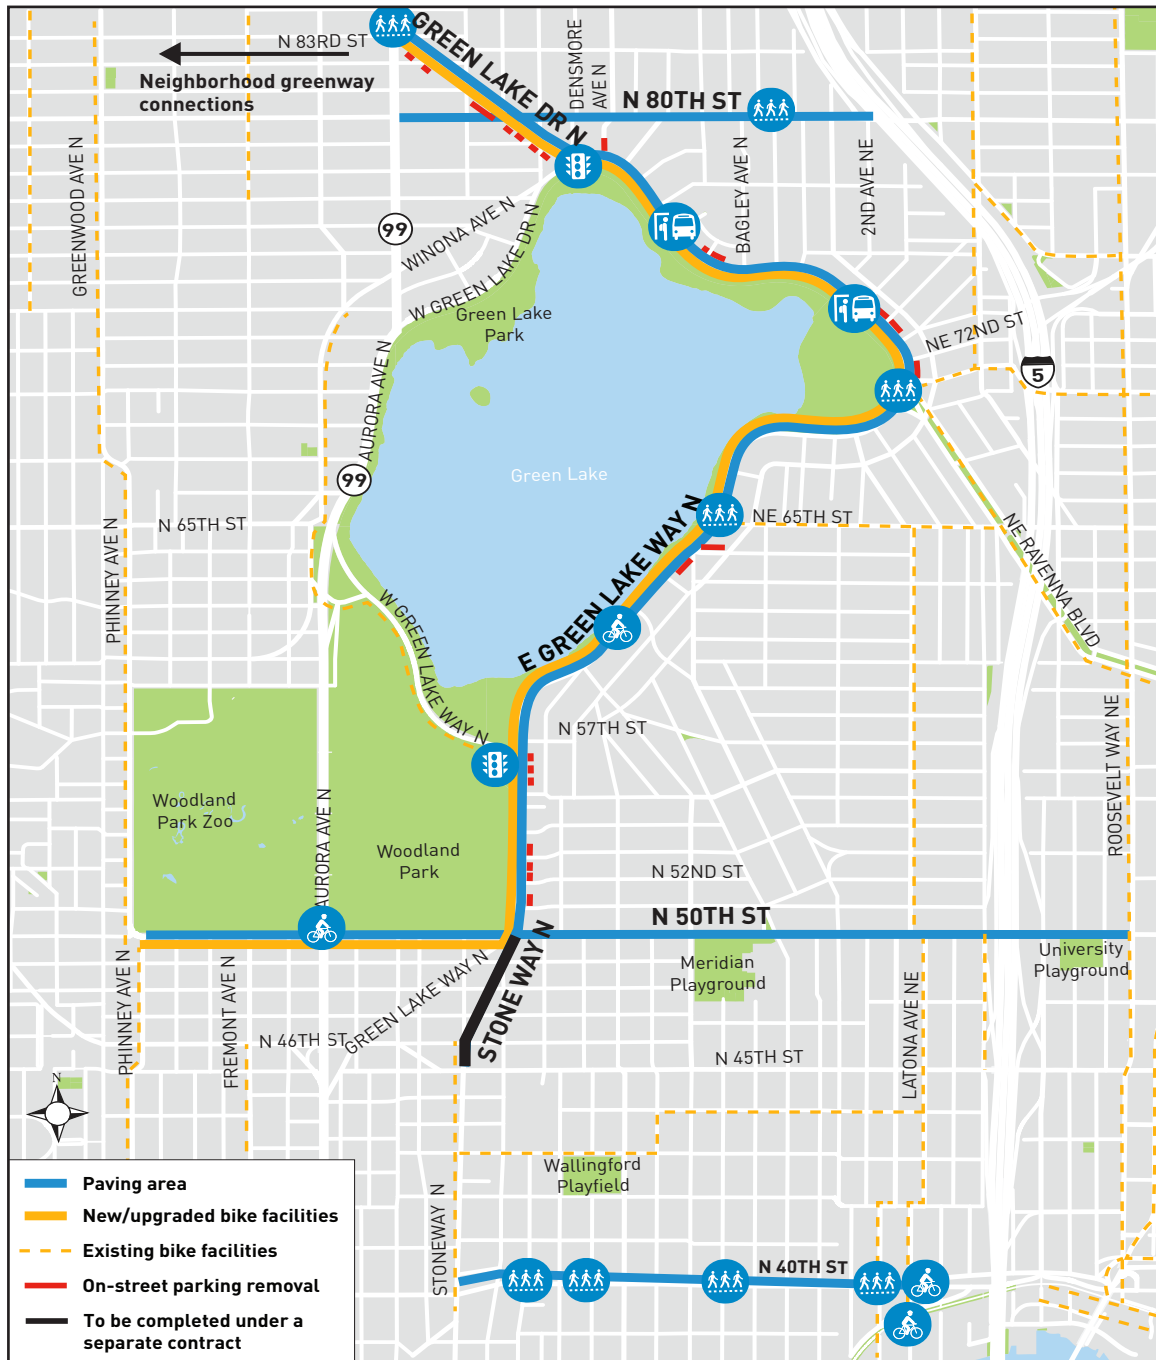 N 83RD ST
Neighborhood greenway
connections
GREEN LAKE DR N
DENSMORE
AVE N
N 80TH ST
GREENWOOD AVE N
BAGLEY AVE N
2ND AVE NE
99
WINONA AVE N
W GREEN LAKE DR N
Green Lake
Park
NE 72ND ST
5
AURORA AVE N
99
Green Lake
N 65TH ST
PHINNEY AVE N
NE 65TH ST
NE RAVENNA BLVD
E GREEN LAKE WAY N
W GREEN LAKE WAY N
N 57TH ST
ROOSEVELT WAY NE
Woodland
Park Zoo
AURORA AVE N
Woodland
Park
N 52ND ST
N 50TH ST
PHINNEY AVE N
FREMONT AVE N
GREEN LAKE WAY N
STONE WAY N
Meridian
Playground
University
Playground
N 46TH ST
N 45TH ST
LATONA AVE NE
N
Wallingford
Playfield
STONEWAY N
N 40TH ST
Paving area
New/upgraded bike facilities
Existing bike facilities
On-street parking removal
To be completed under a
separate contract